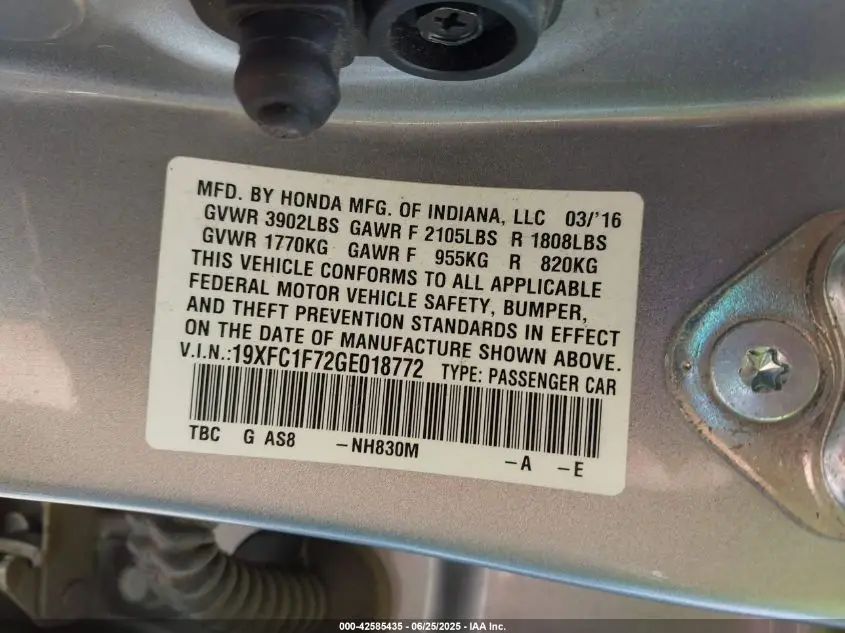 MFD. BY HONDA MFG. OF INDIANA, LLC 03/'16
GVWR 3902LBS GAWR F 2105LBS R 1808LBS
GVWR 1770KG GAWR F 955KG R 820KG
THIS VEHICLE CONFORMS TO ALL APPLICABLE
FEDERAL MOTOR VEHICLE SAFETY, BUMPER,
AND THEFT PREVENTION STANDARDS IN EFFECT
ON THE DATE OF MANUFACTURE SHOWN ABOVE.
V.I.N.:19XFC1F72GE018772 TYPE: PASSENGER CAR
TBC G AS8 -NH830M -A -E
000-42585435 - 06/25/2025 - IAA Inc.